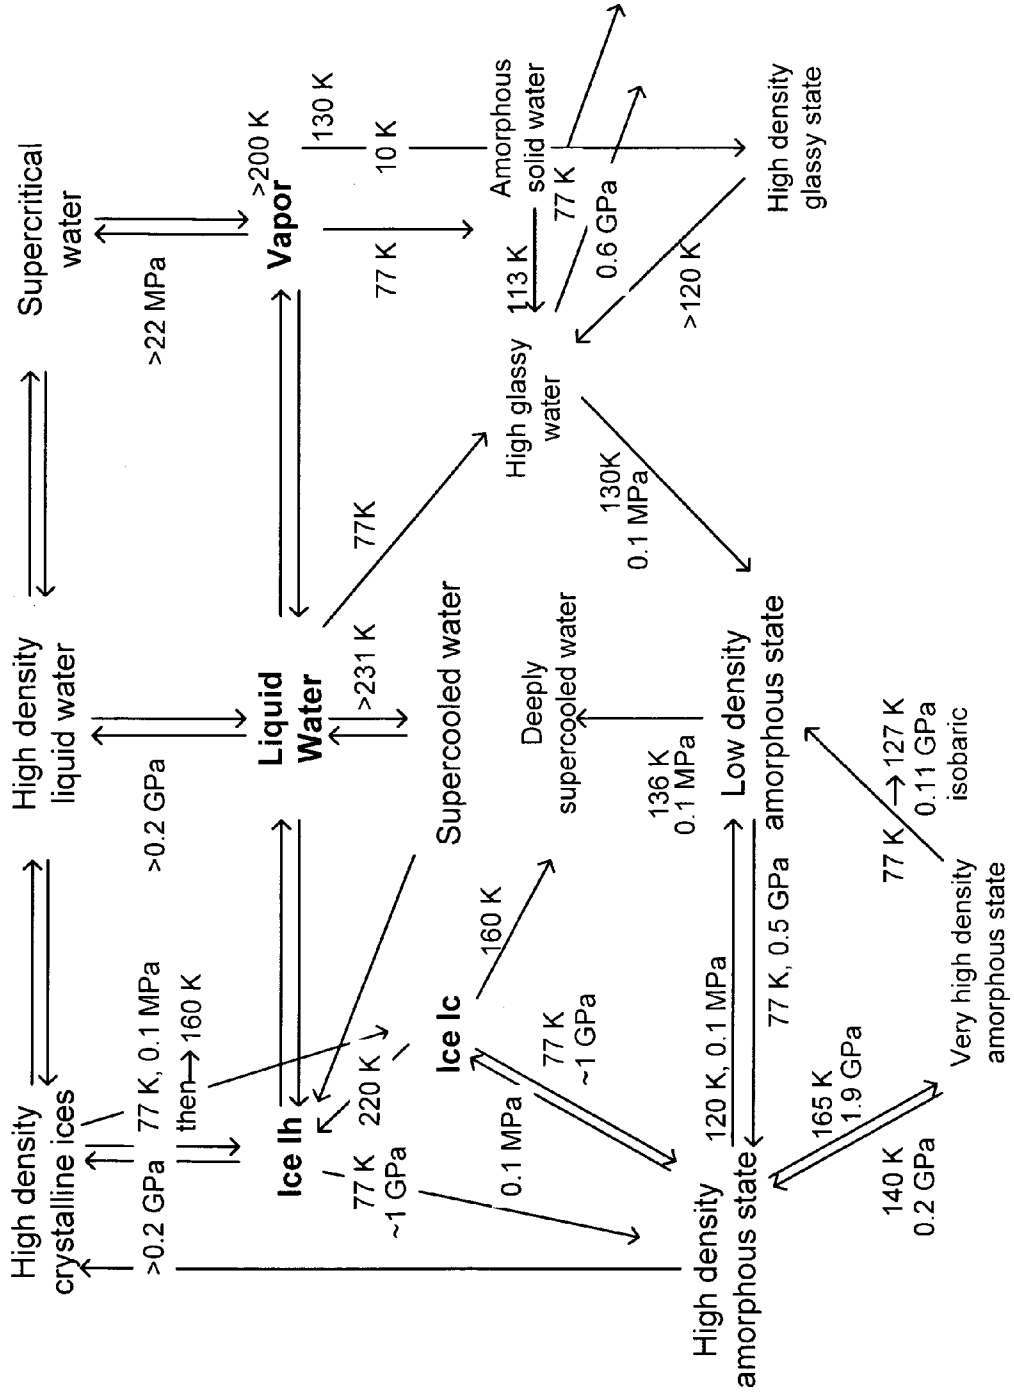 High density
crystalline ices
High density
liquid water
Supercritical
water
>0.2 GPa
77 K, 0.1 MPa
then→160 K
>0.2 GPa
>22 MPa
>200 K
Ice Ih
Liquid
Water
Vapor
130 K
77 K
~1 GPa
220 K
>231 K
77K
77 K
10 K
Ice Ic
Supercooled water
0.1 MPa
77 K
~1 GPa
160 K
Deeply
supercooled water
High glassy
water
113 K
Amorphous
solid water
77 K
0.6 GPa
136 K
0.1 MPa
130K
0.1 MPa
>120 K
High density
amorphous state
120 K, 0.1 MPa
77 K, 0.5 GPa
Low density
amorphous state
High density
glassy state
165 K
1.9 GPa
140 K
0.2 GPa
77 K → 127 K
0.11 GPa
isobaric
Very high density
amorphous state